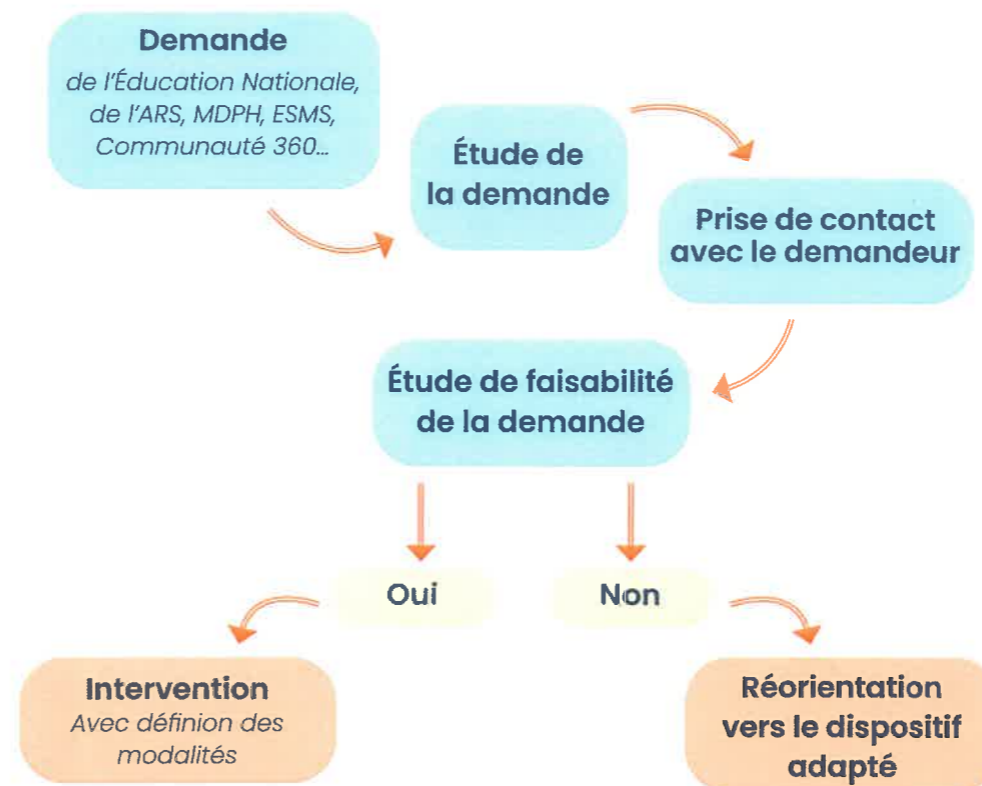 Demande
de l'Éducation Nationale,
de l'ARS, MDPH, ESMS,
Communauté 360...
Étude de
la demande
Prise de contact
avec le demandeur
Étude de faisabilité
de la demande
Oui
Non
Intervention
Avec définion des
modalités
Réorientation
vers le dispositif
adapté